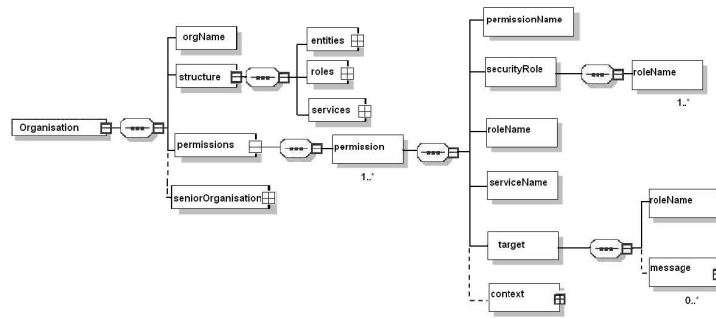 permissionName
orgName
entities
securityRole
roleName
structure
roles
1..*
services
Organisation
roleName
permissions
permission
1..*
serviceName
seniorOrganisation
roleName
target
message
context
0..*